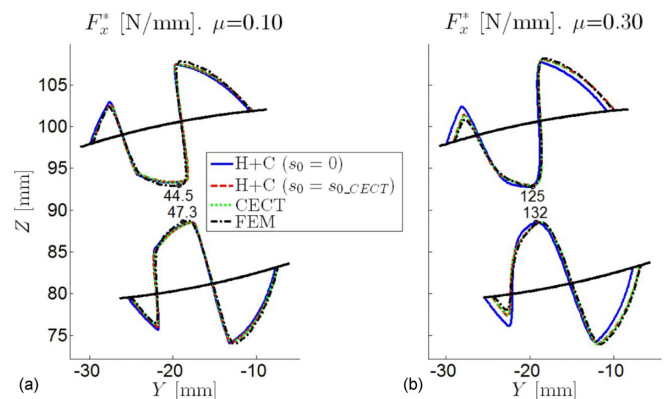 F*x [N/mm]. μ=0.10
F*x [N/mm]. μ=0.30
105
100
95
90
85
80
75
Z [mm]
44.5
47.3
H+C (s0 = 0)
H+C (s0 = s0_CECT)
CECT
FEM
125
132
-30
-20
-10
-30
-20
-10
(a)
Y [mm]
(b)
Y [mm]